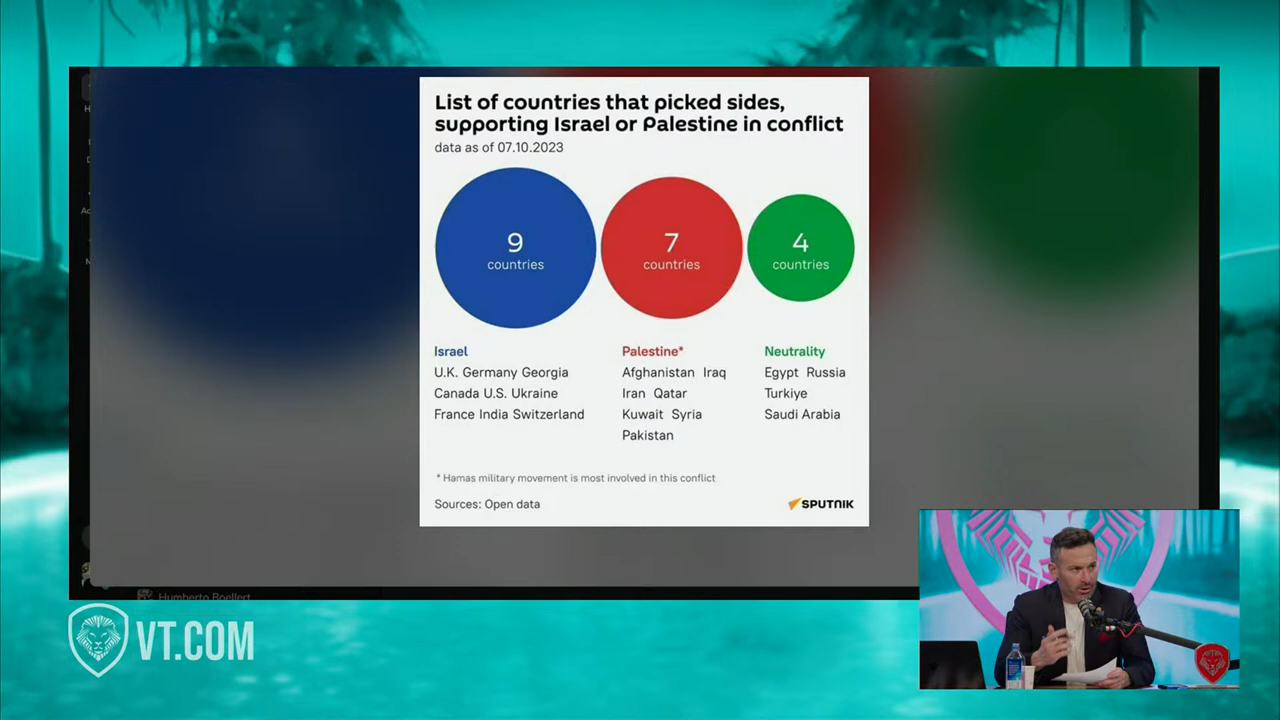 List of countries that picked sides,
supporting Israel or Palestine in conflict
data as of 07.10.2023
9
countries
7
countries
4
countries
Israel
U.K. Germany Georgia
Canada U.S. Ukraine
France India Switzerland
Palestine*
Afghanistan Iraq
Iran Qatar
Kuwait Syria
Pakistan
Neutrality
Egypt Russia
Turkiye
Saudi Arabia
* Hamas military movement is most involved in this conflict
Sources: Open data
SPUTNIK
Humberto Boellert
VT.COM